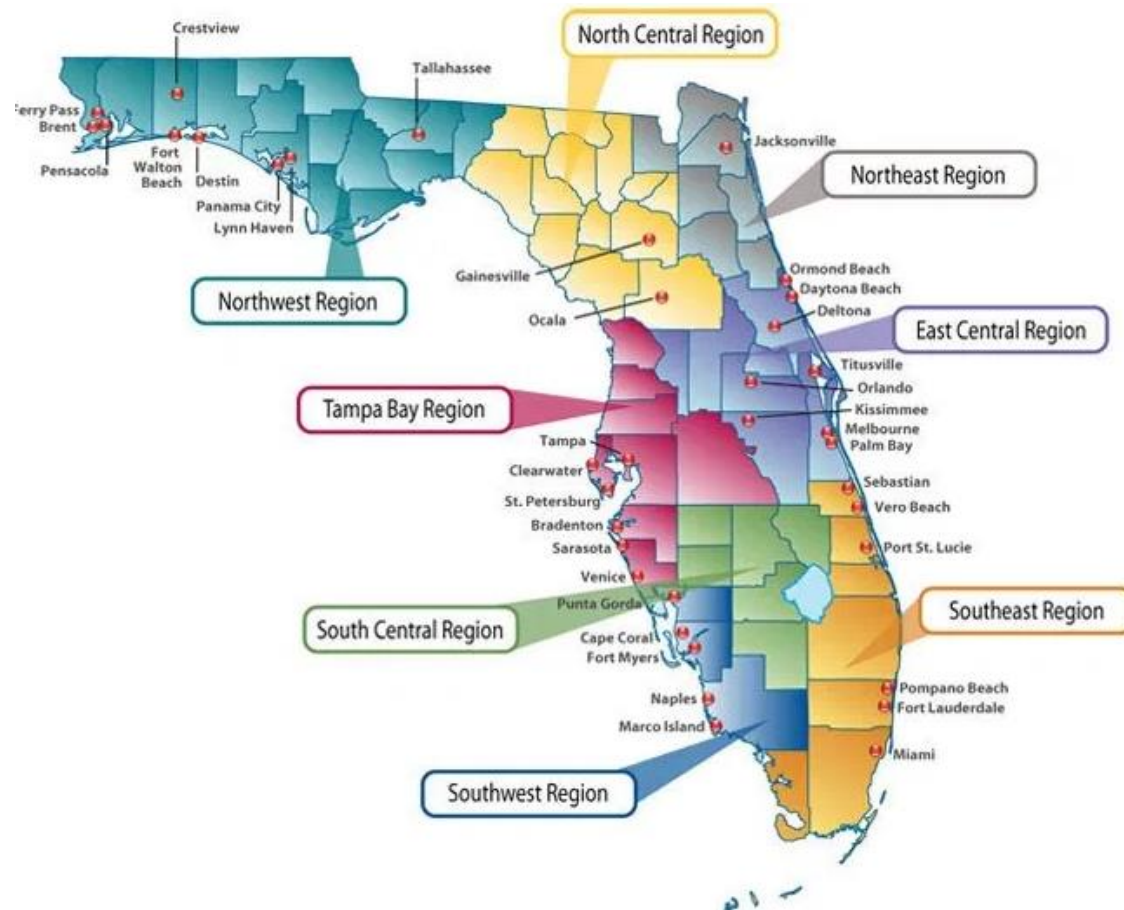 Crestview
North Central Region
Tallahassee
Ferry Pass
Brent
Pensacola
Fort
Walton
Beach
Destin
Panama City
Lynn Haven
Jacksonville
Northeast Region
Gainesville
Northwest Region
Ocala
Ormond Beach
Daytona Beach
Deltona
East Central Region
Titusville
Orlando
Kissimmee
Melbourne
Palm Bay
Tampa Bay Region
Tampa
Clearwater
St. Petersburg
Sebastian
Vero Beach
Bradenton
Sarasota
Port St. Lucie
Venice
Punta Gorda
Southeast Region
South Central Region
Cape Coral
Fort Myers
Naples
Marco Island
Pompano Beach
Fort Lauderdale
Miami
Southwest Region